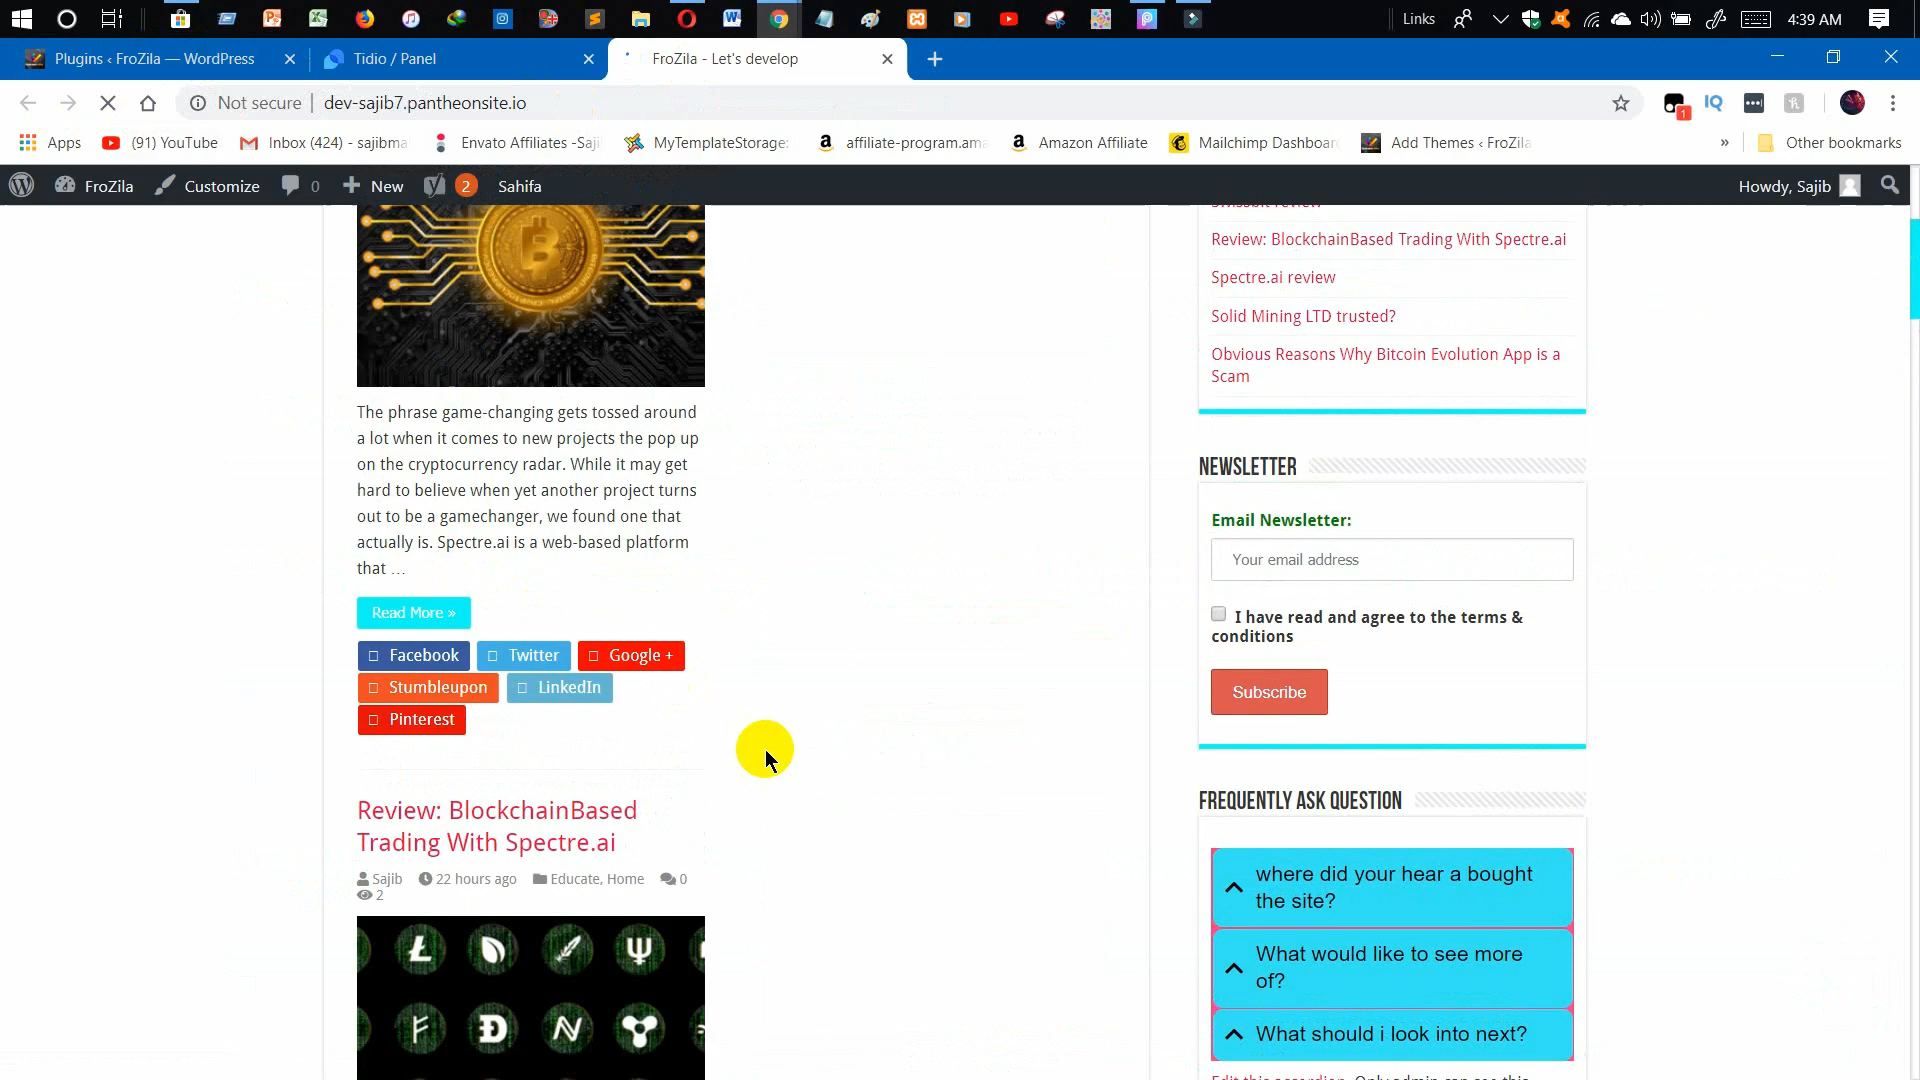 Links
4:39 AM
Plugins ‹ FroZila — WordPress
Tidio / Panel
FroZila - Let's develop
Not secure
dev-sajib7.pantheonsite.io
1
Apps
(91) YouTube
Inbox (424) - sajibma
Envato Affiliates -Saji
MyTemplateStorage:
affiliate-program.ama
Amazon Affiliate
Mailchimp Dashboar
Add Themes ‹ FroZila
»
Other bookmarks
FroZila
Customize
0
New
2
Sahifa
Howdy, Sajib
The phrase game-changing gets tossed around
a lot when it comes to new projects the pop up
on the cryptocurrency radar. While it may get
hard to believe when yet another project turns
out to be a gamechanger, we found one that
actually is. Spectre.ai is a web-based platform
that …
Read More »
Facebook
Twitter
Google +
Stumbleupon
LinkedIn
Pinterest
Review: BlockchainBased
Trading With Spectre.ai
Sajib
22 hours ago
Educate, Home
0
2
Review: BlockchainBased Trading With Spectre.ai
Spectre.ai review
Solid Mining LTD trusted?
Obvious Reasons Why Bitcoin Evolution App is a
Scam
NEWSLETTER
Email Newsletter:
Your email address
I have read and agree to the terms &
conditions
Subscribe
FREQUENTLY ASK QUESTION
where did your hear a bought
the site?
What would like to see more
of?
What should i look into next?